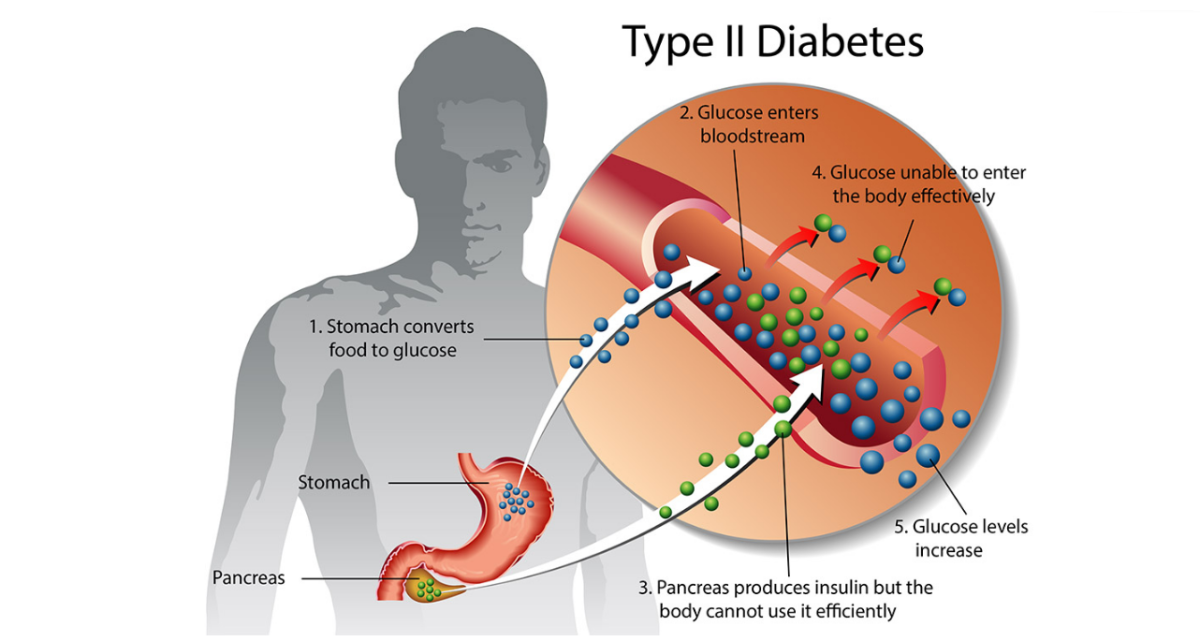 Type II Diabetes
2. Glucose enters
bloodstream
4. Glucose unable to enter
the body effectively
1. Stomach converts
food to glucose
Stomach
Pancreas
5. Glucose levels
increase
3. Pancreas produces insulin but the
body cannot use it efficiently